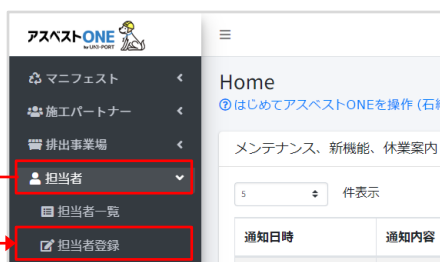 アスベストONE
by UKI-PORT
マニフェスト
施工パートナー
排出事業場
担当者
担当者一覧
担当者登録
Home
はじめてアスベストONEを操作 (石綿
メンテナンス、新機能、休業案内
5 件表示
通知日時 通知内容